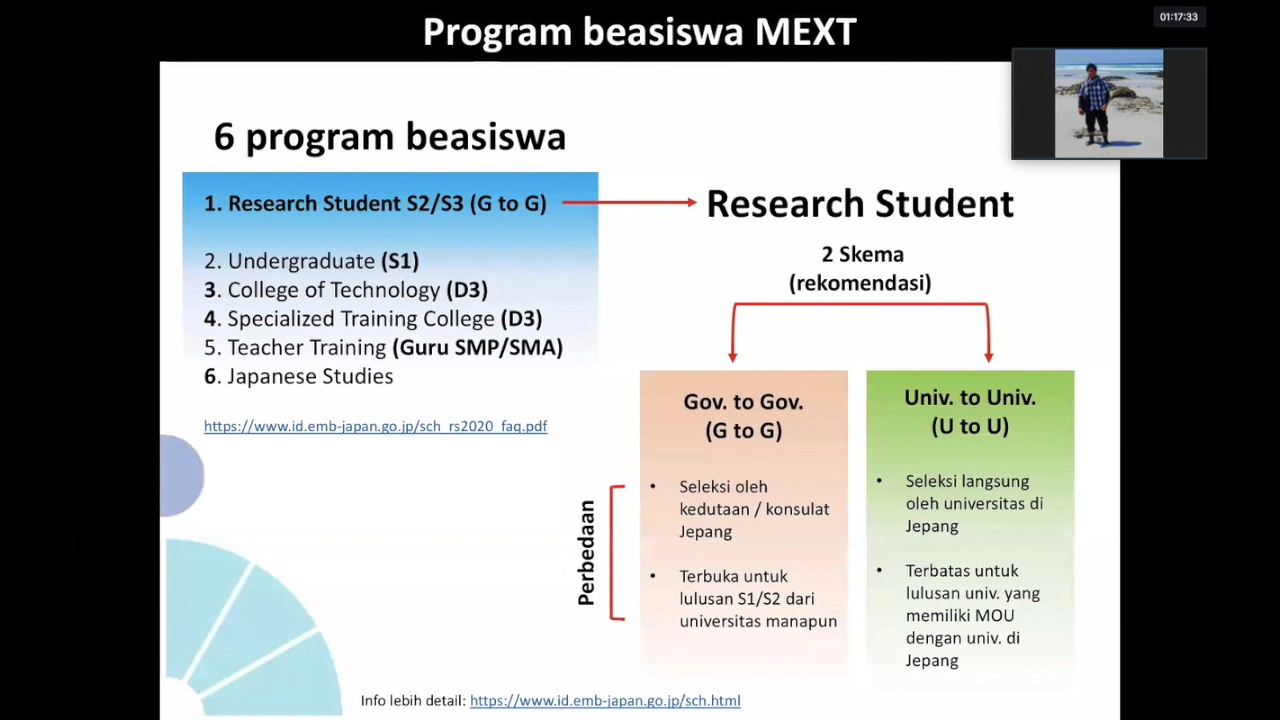 Program beasiswa MEXT
01:17:33
6 program beasiswa
1. Research Student S2/S3 (G to G)
2. Undergraduate (S1)
3. College of Technology (D3)
4. Specialized Training College (D3)
5. Teacher Training (Guru SMP/SMA)
6. Japanese Studies
https://www.id.emb-japan.go.jp/sch_rs2020_faq.pdf
Research Student
2 Skema
(rekomendasi)
Perbedaan
Gov. to Gov.
(G to G)
• Seleksi oleh
kedutaan / konsulat
Jepang
• Terbuka untuk
lulusan S1/S2 dari
universitas manapun
Univ. to Univ.
(U to U)
• Seleksi langsung
oleh universitas di
Jepang
• Terbatas untuk
lulusan univ. yang
memiliki MOU
dengan univ. di
Jepang
Info lebih detail: https://www.id.emb-japan.go.jp/sch.html